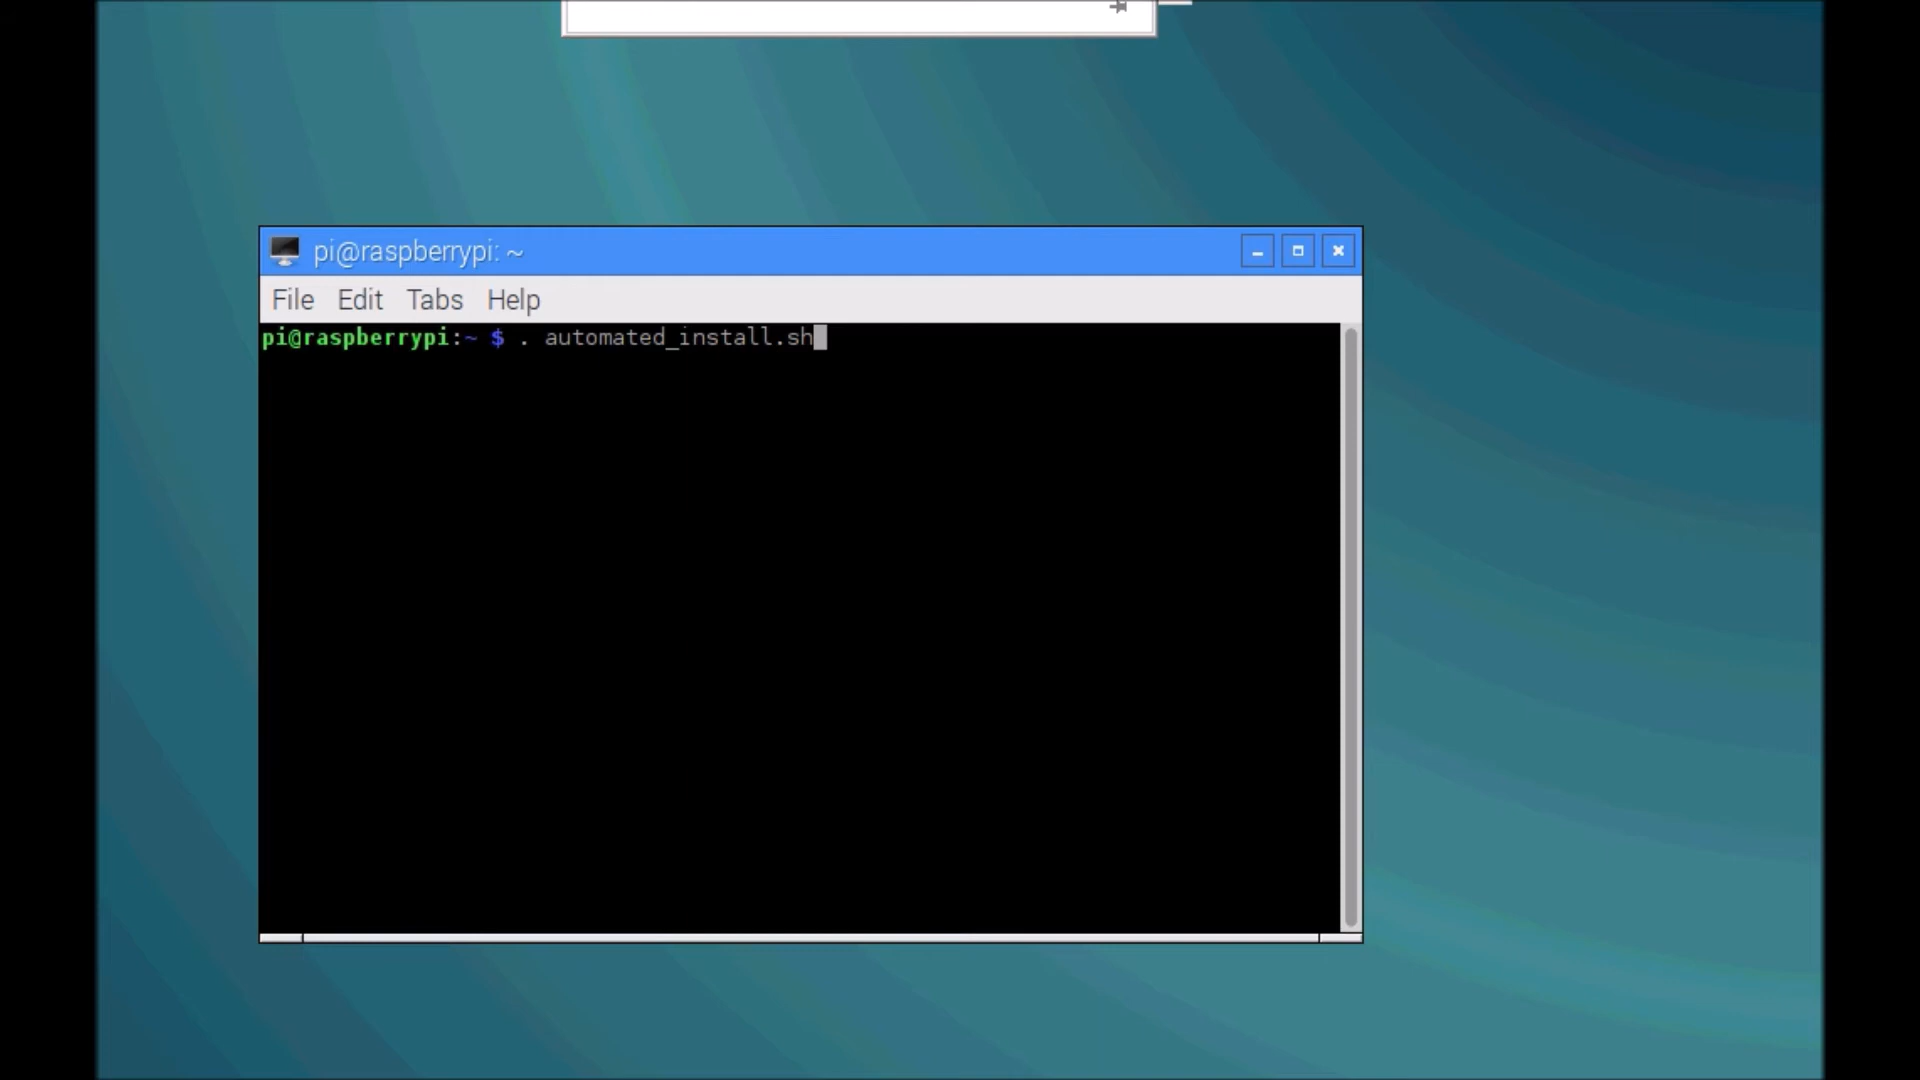 pi@raspberrypi: ~
File Edit Tabs Help
pi@raspberrypi:~ $ . automated_install.sh